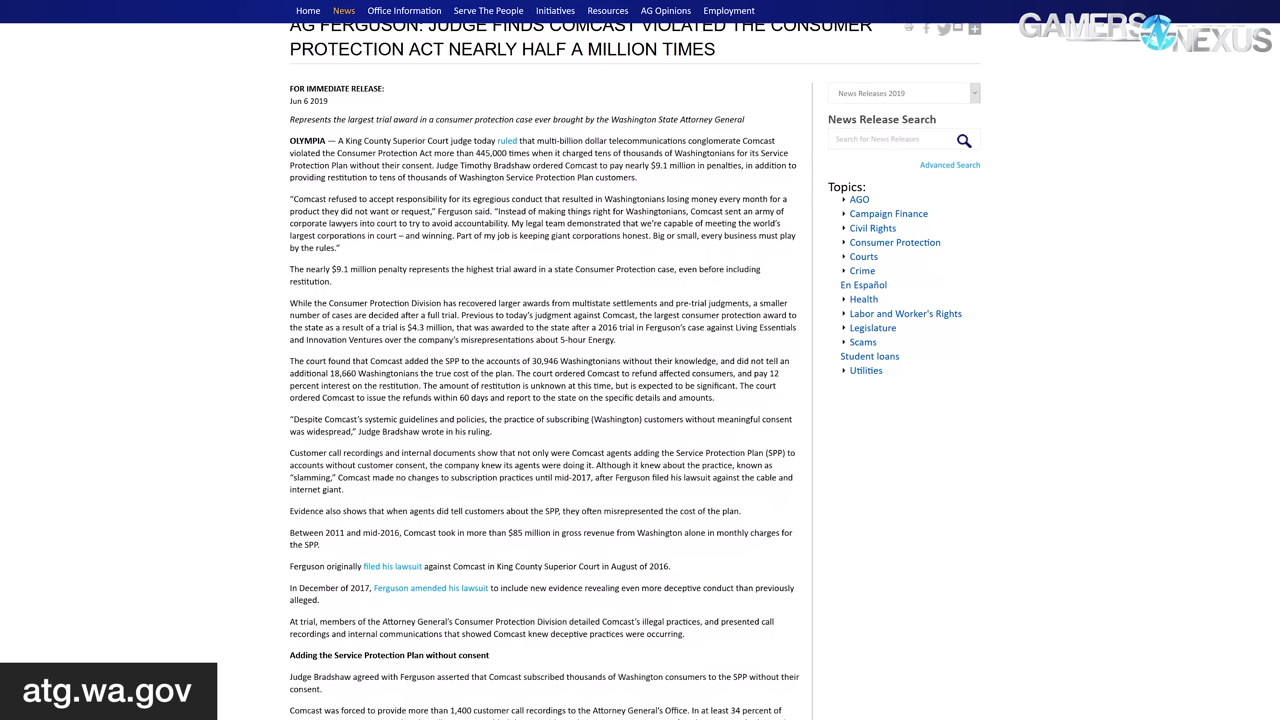 Home News Office Information Serve The People Initiatives Resources AG Opinions Employment
AG FERGUSON: JUDGE FINDS COMCAST VIOLATED THE CONSUMER
PROTECTION ACT NEARLY HALF A MILLION TIMES
GAMERS NEXUS
FOR IMMEDIATE RELEASE:
Jun 6 2019
Represents the largest trial award in a consumer protection case ever brought by the Washington State Attorney General
OLYMPIA — A King County Superior Court judge today ruled that multi-billion dollar telecommunications conglomerate Comcast
violated the Consumer Protection Act more than 445,000 times when it charged tens of thousands of Washingtonians for its Service
Protection Plan without their consent. Judge Timothy Bradshaw ordered Comcast to pay nearly $9.1 million in penalties, in addition to
providing restitution to tens of thousands of Washington Service Protection Plan customers.
“Comcast refused to accept responsibility for its egregious conduct that resulted in Washingtonians losing money every month for a
product they did not want or request,” Ferguson said. “Instead of making things right for Washingtonians, Comcast sent an army of
corporate lawyers into court to try to avoid accountability. My legal team demonstrated that we’re capable of meeting the world’s
largest corporations in court – and winning. Part of my job is keeping giant corporations honest. Big or small, every business must play
by the rules.”
The nearly $9.1 million penalty represents the highest trial award in a state Consumer Protection case, even before including
restitution.
While the Consumer Protection Division has recovered larger awards from multistate settlements and pre-trial judgments, a smaller
number of cases are decided after a full trial. Previous to today’s judgment against Comcast, the largest consumer protection award to
the state as a result of a trial is $4.3 million, that was awarded to the state after a 2016 trial in Ferguson’s case against Living Essentials
and Innovation Ventures over the company’s misrepresentations about 5-hour Energy.
The court found that Comcast added the SPP to the accounts of 30,946 Washingtonians without their knowledge, and did not tell an
additional 18,660 Washingtonians the true cost of the plan. The court ordered Comcast to refund affected consumers, and pay 12
percent interest on the restitution. The amount of restitution is unknown at this time, but is expected to be significant. The court
ordered Comcast to issue the refunds within 60 days and report to the state on the specific details and amounts.
“Despite Comcast’s systemic guidelines and policies, the practice of subscribing (Washington) customers without meaningful consent
was widespread,” Judge Bradshaw wrote in his ruling.
Customer call recordings and internal documents show that not only were Comcast agents adding the Service Protection Plan (SPP) to
accounts without customer consent, the company knew its agents were doing it. Although it knew about the practice, known as
“slamming,” Comcast made no changes to subscription practices until mid-2017, after Ferguson filed his lawsuit against the cable and
internet giant.
Evidence also shows that when agents did tell customers about the SPP, they often misrepresented the cost of the plan.
Between 2011 and mid-2016, Comcast took in more than $85 million in gross revenue from Washington alone in monthly charges for
the SPP.
Ferguson originally filed his lawsuit against Comcast in King County Superior Court in August of 2016.
In December of 2017, Ferguson amended his lawsuit to include new evidence revealing even more deceptive conduct than previously
alleged.
At trial, members of the Attorney General’s Consumer Protection Division detailed Comcast’s illegal practices, and presented call
recordings and internal communications that showed Comcast knew deceptive practices were occurring.
Adding the Service Protection Plan without consent
Judge Bradshaw agreed with Ferguson asserted that Comcast subscribed thousands of Washington consumers to the SPP without their
consent.
Comcast was forced to provide more than 1,400 customer call recordings to the Attorney General’s Office. In at least 34 percent of
News Releases 2019
News Release Search
Search for News Releases
Advanced Search
Topics:
AGO
Campaign Finance
Civil Rights
Consumer Protection
Courts
Crime
En Español
Health
Labor and Worker's Rights
Legislature
Scams
Student loans
Utilities
atg.wa.gov